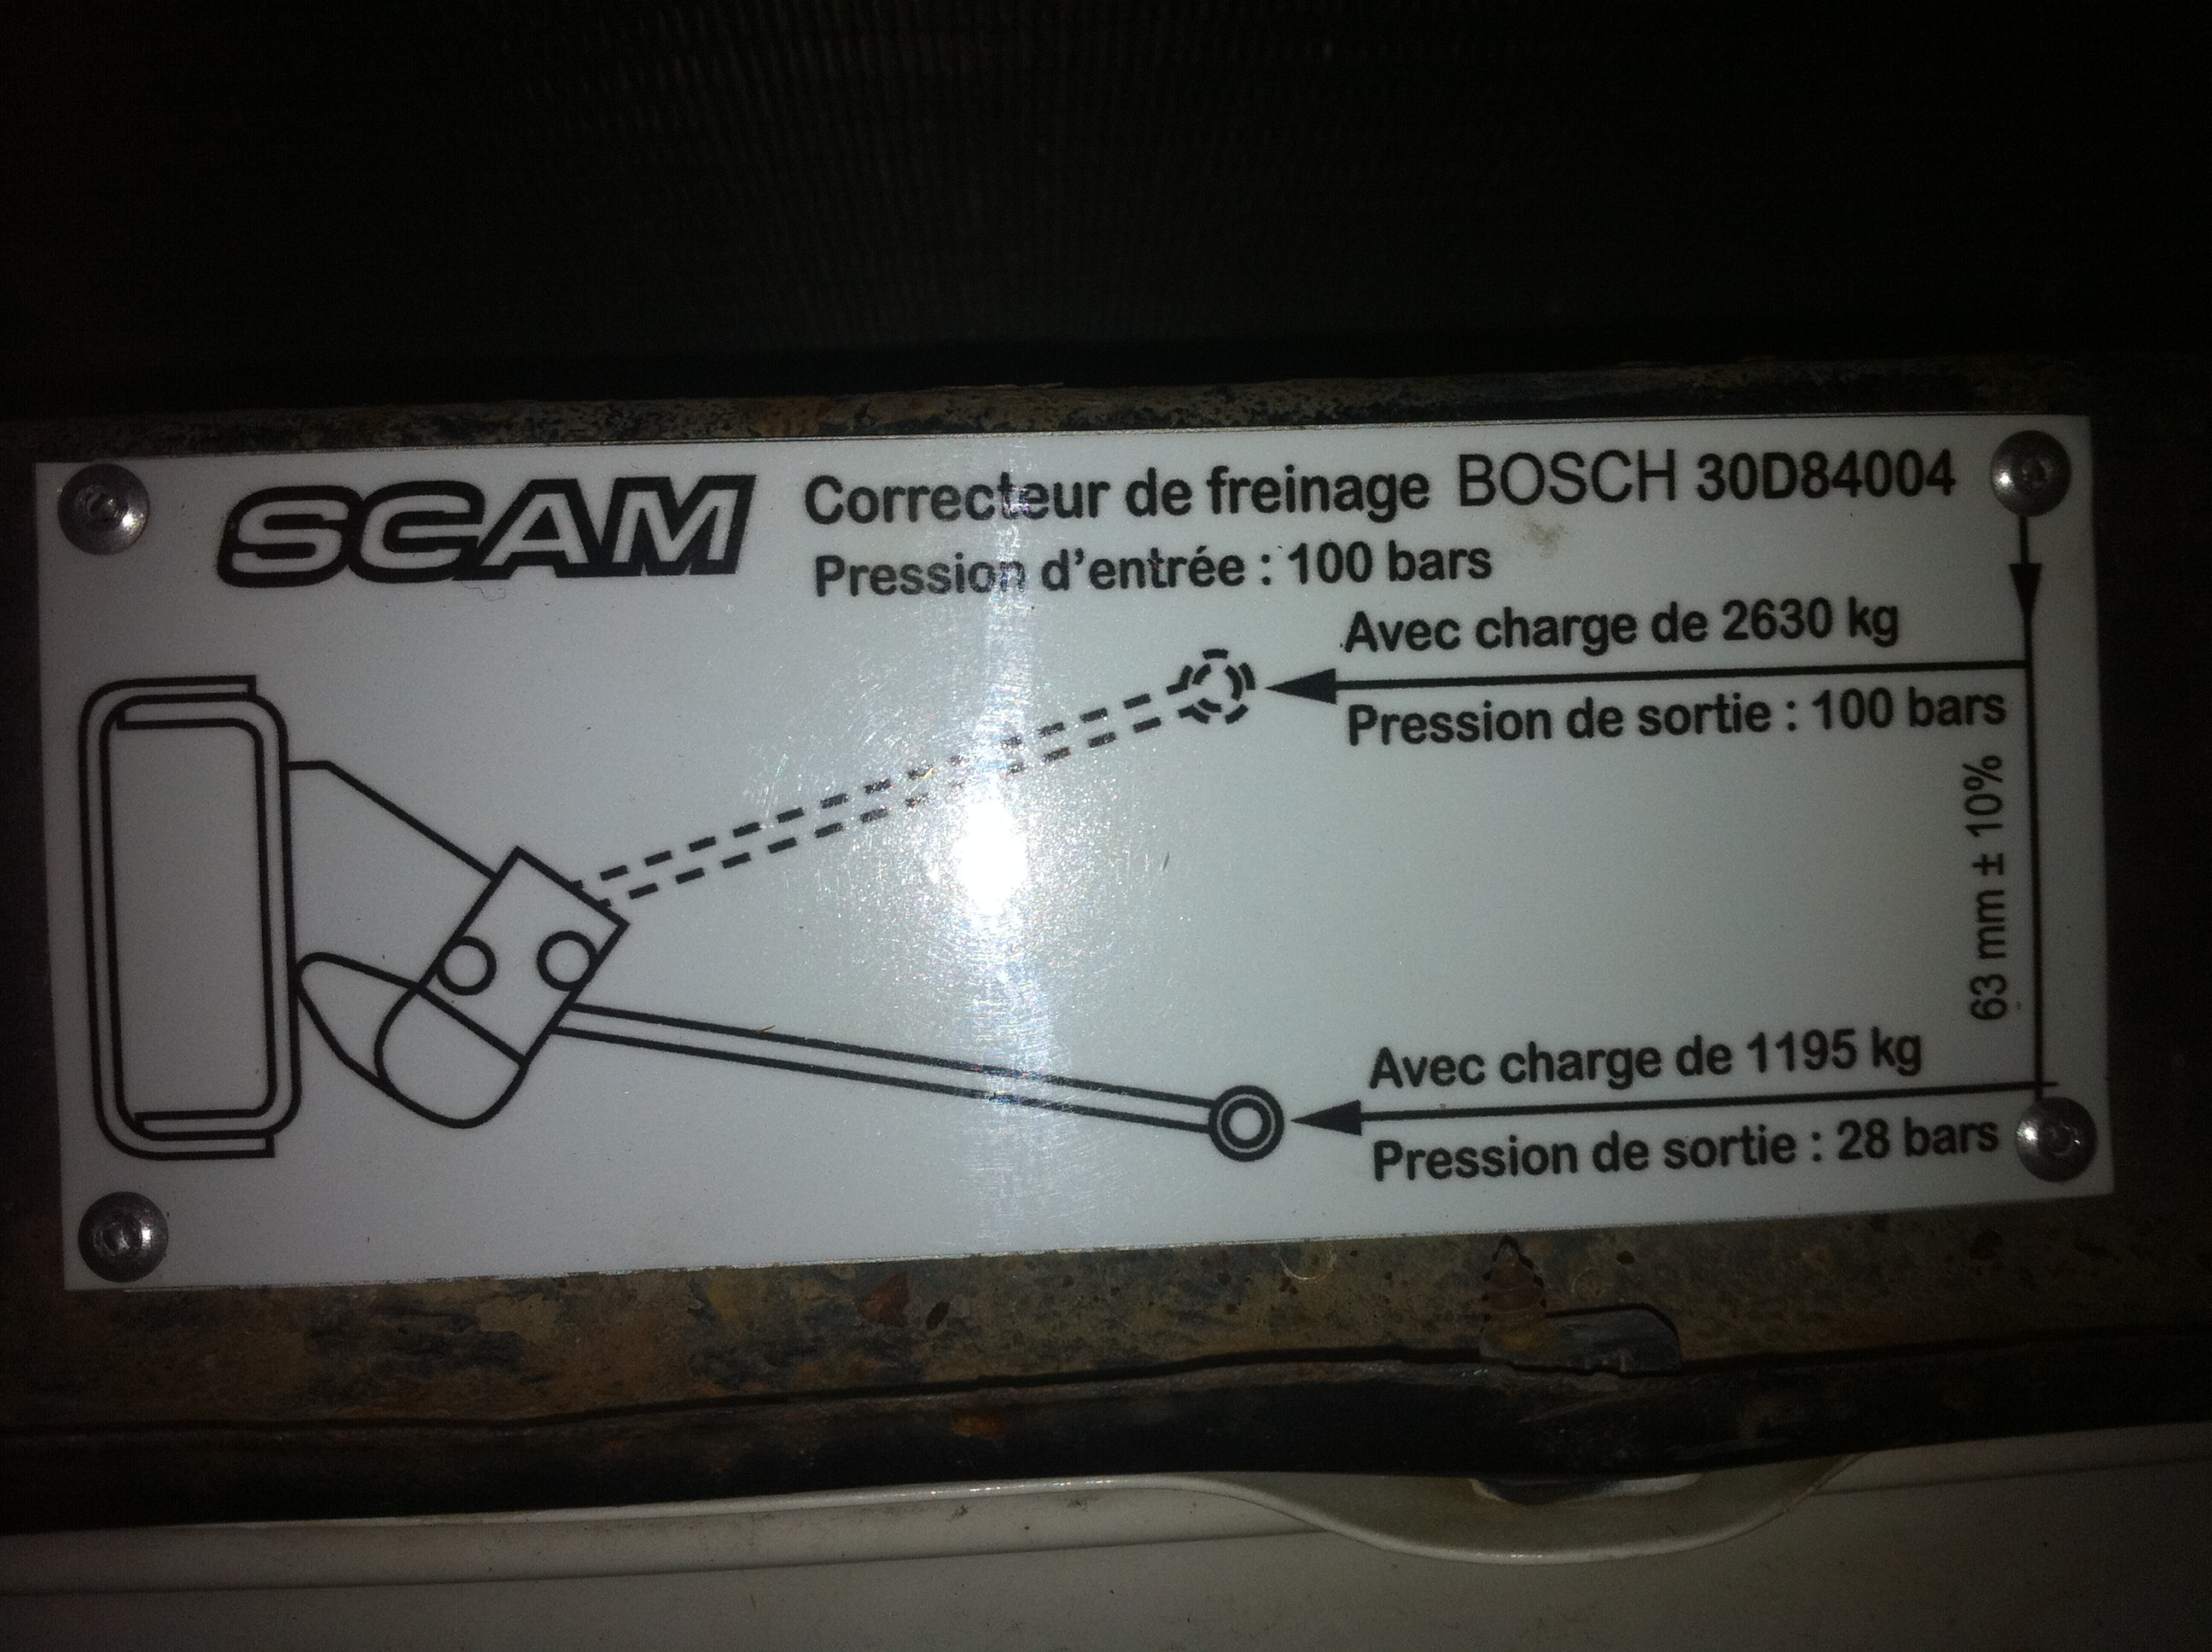 SCAM
Correcteur de freinage BOSCH 30D84004
Pression d'entrée : 100 bars
Avec charge de 2630 kg
Pression de sortie : 100 bars
63 mm ± 10%
Avec charge de 1195 kg
Pression de sortie : 28 bars